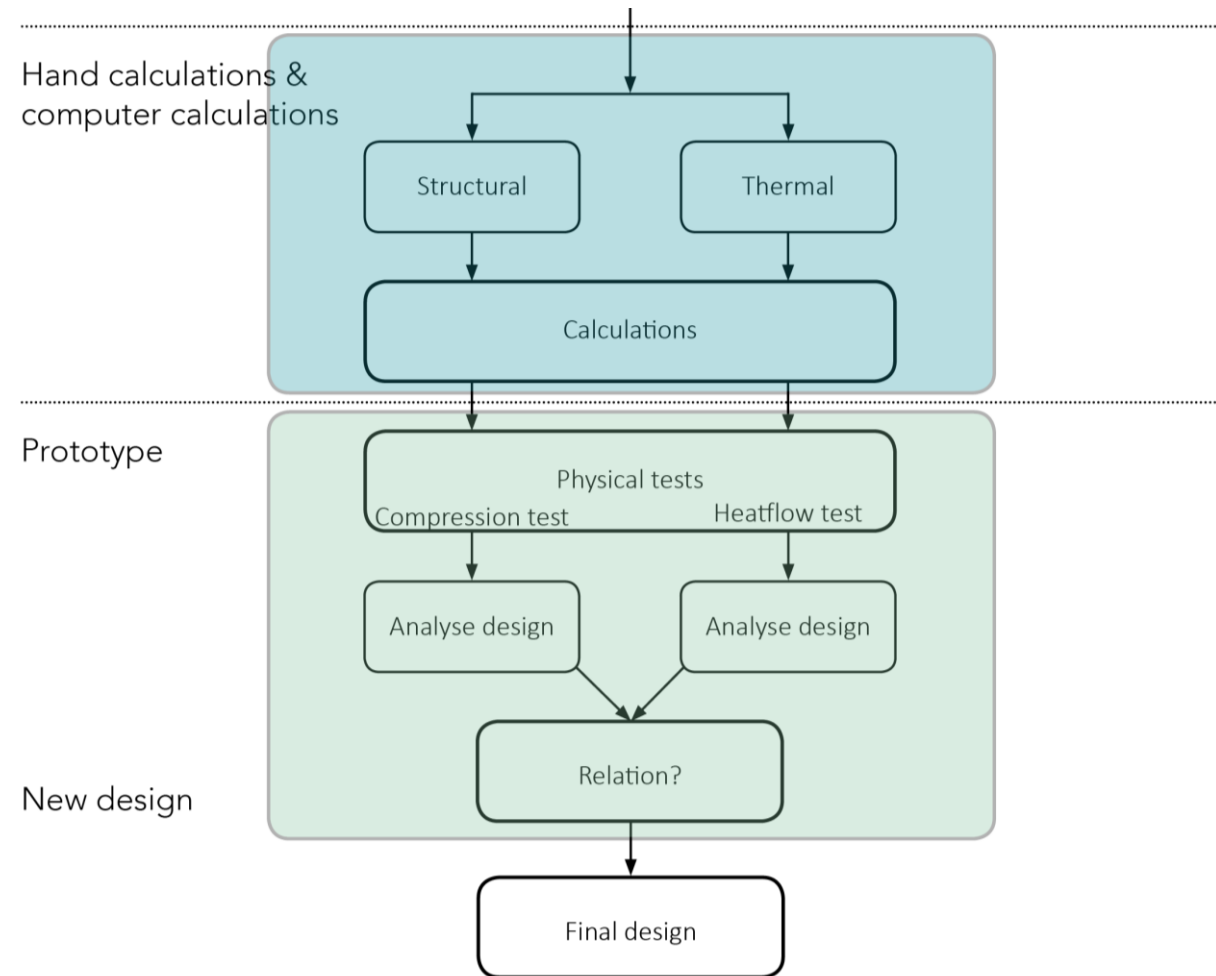 Hand calculations &
computer calculations
Structural
Thermal
Calculations
Prototype
Physical tests
Compression test
Heatflow test
Analyse design
Analyse design
Relation?
New design
Final design